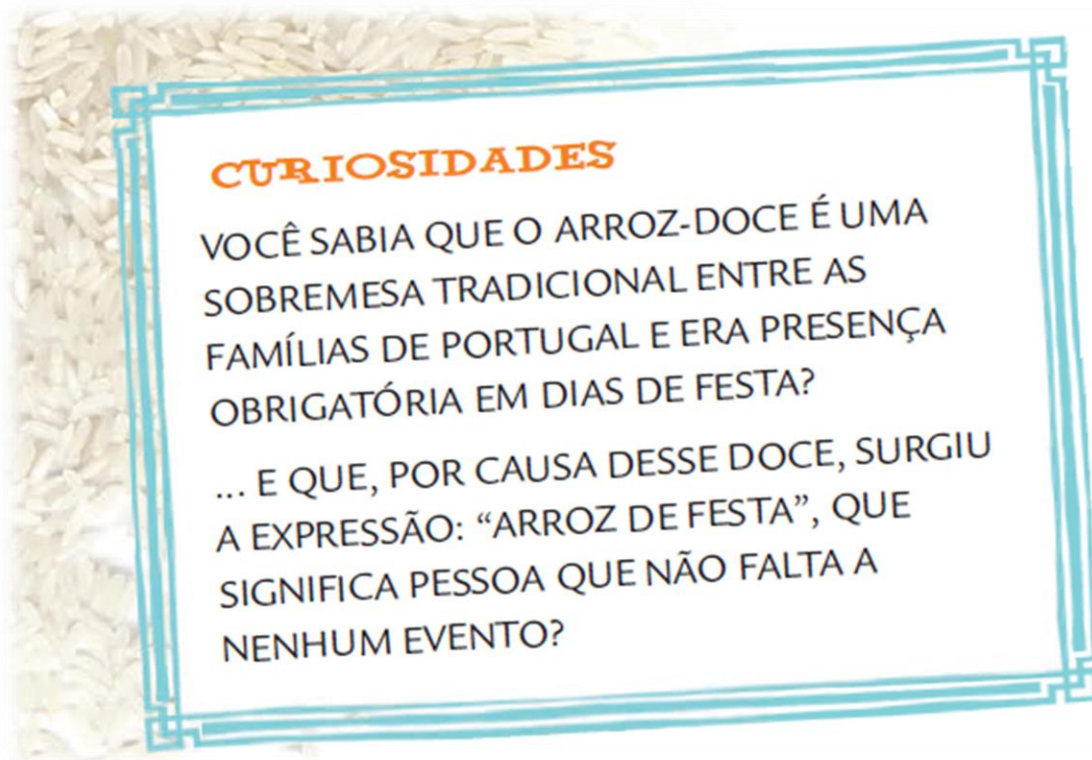 CURIOSIDADES
VOCÊ SABIA QUE O ARROZ-DOCE É UMA
SOBREMESA TRADICIONAL ENTRE AS
FAMÍLIAS DE PORTUGAL E ERA PRESENÇA
OBRIGATÓRIA EM DIAS DE FESTA?
... E QUE, POR CAUSA DESSE DOCE, SURGIU
A EXPRESSÃO: “ARROZ DE FESTA”, QUE
SIGNIFICA PESSOA QUE NÃO FALTA A
NENHUM EVENTO?